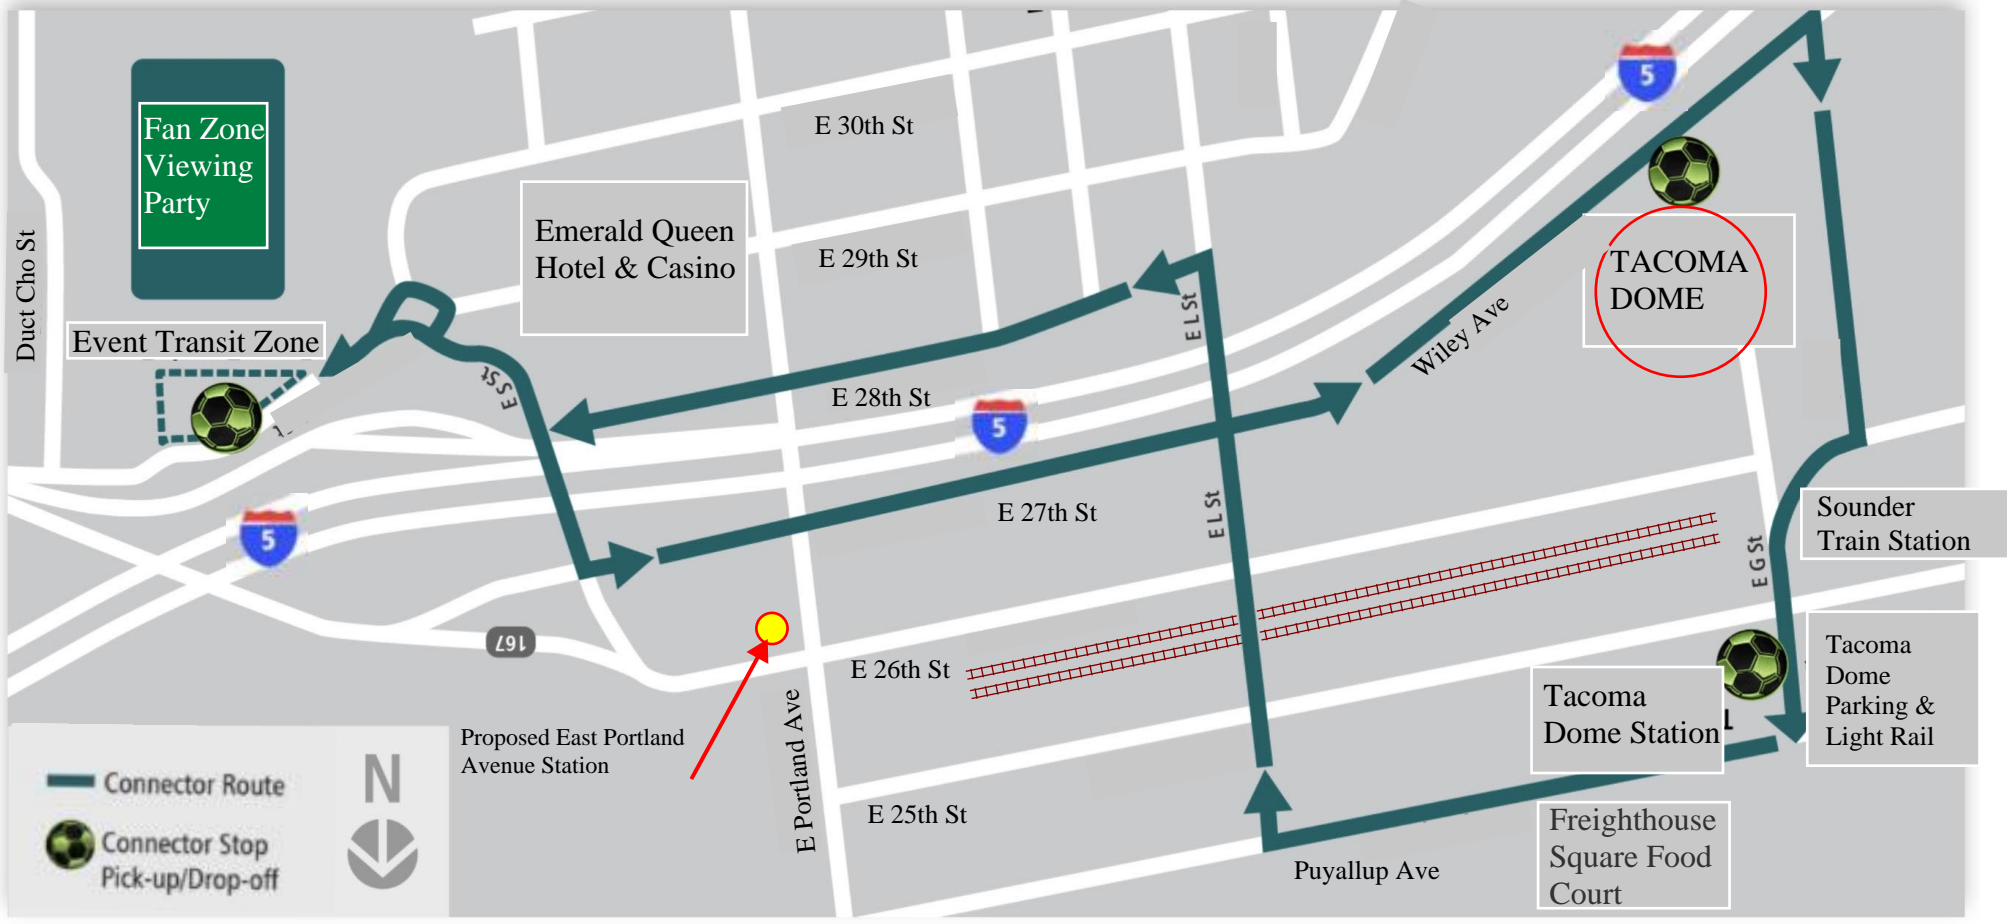 5
E 30th St
Fan Zone
Viewing
Party
Duct Cho St
Emerald Queen
Hotel & Casino
E 29th St
TACOMA
DOME
Event Transit Zone
E L St
Wiley Ave
E S St
E 28th St
5
E 27th St
E L St
Sounder
Train Station
5
E G St
167
E 26th St
Tacoma
Dome
Parking &
Light Rail
Tacoma
Dome Station
Proposed East Portland
Avenue Station
E Portland Ave
E 25th St
Puyallup Ave
Freighthouse
Square Food
Court
Connector Route
N
Connector Stop
Pick-up/Drop-off